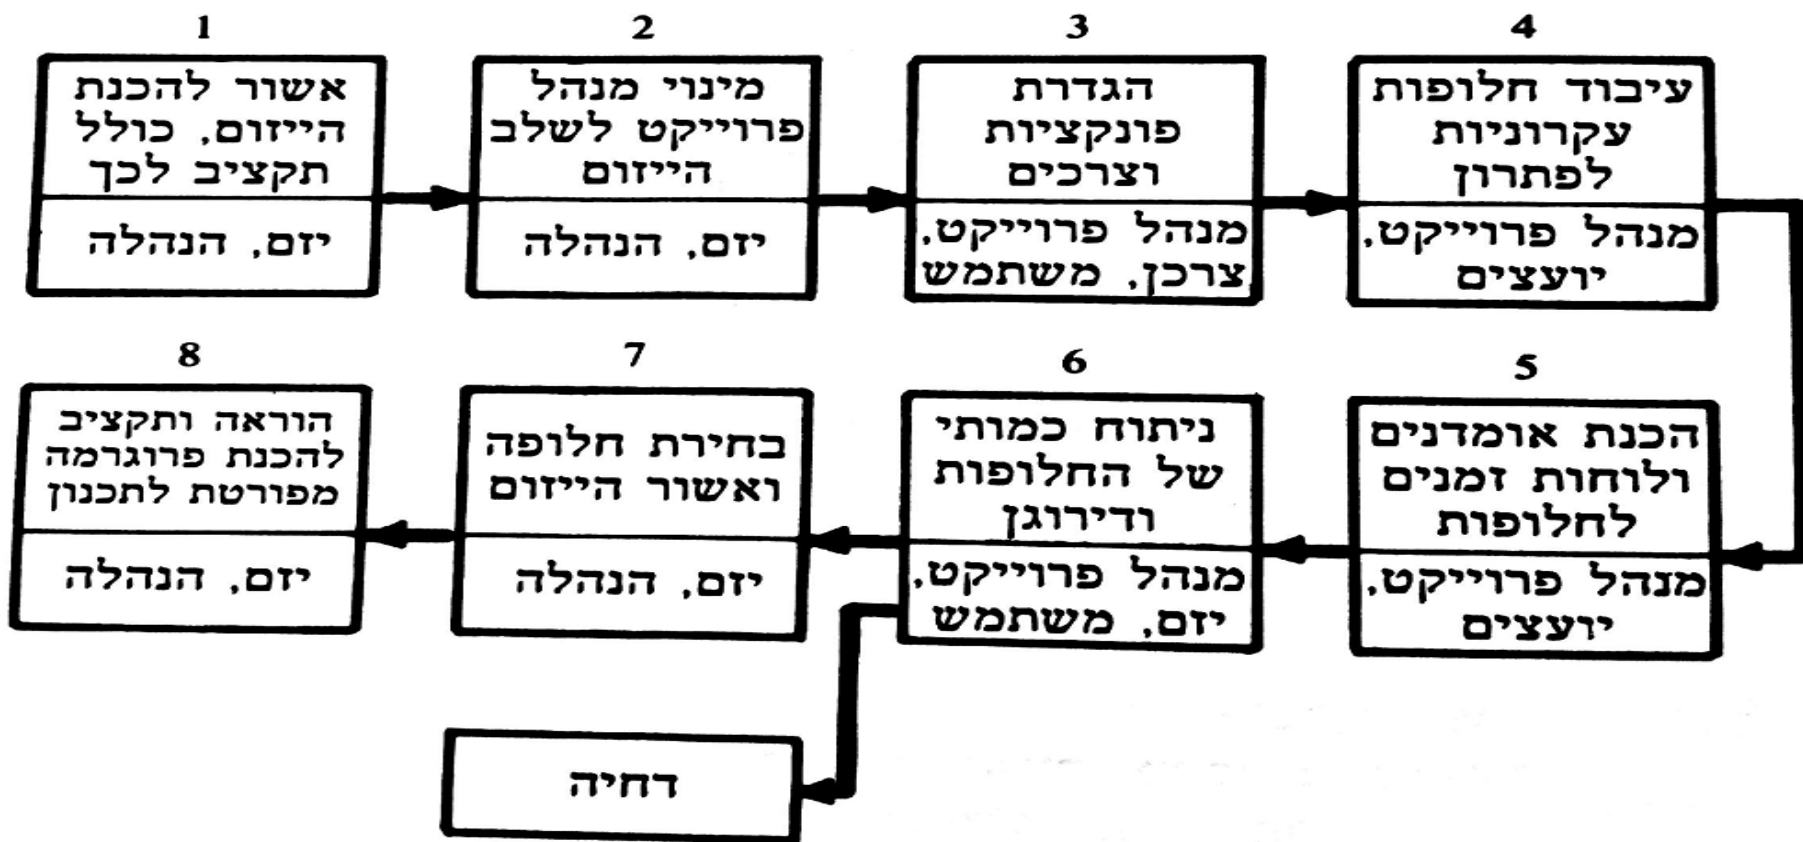 1
אשור להכנת
הייזום, כולל
תקציב לכך
יזם, הנהלה
2
מינוי מנהל
פרוייקט לשלב
הייזום
יזם, הנהלה
3
הגדרת
פונקציות
וצרכים
מנהל פרוייקט,
צרכן, משתמש
4
עיבוד חלופות
עקרוניות
לפתרון
מנהל פרוייקט,
יועצים
5
הכנת אומדנים
ולוחות זמנים
לחלופות
מנהל פרוייקט,
יועצים
6
ניתוח כמותי
של החלופות
ודירוגן
מנהל פרוייקט,
יזם, משתמש
7
בחירת חלופה
ואשור הייזום
יזם, הנהלה
8
הוראה ותקציב
להכנת פרוגרמה
מפורטת לתכנון
יזם, הנהלה
דחיה